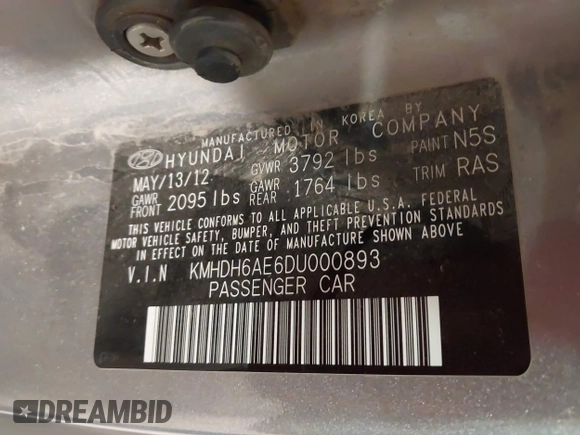 MANUFACTURED IN KOREA BY
HYUNDAI MOTOR COMPANY
MAY/13/12 GVWR 3792 lbs PAINT N5S
GAWR FRONT 2095 lbs GAWR REAR 1764 lbs TRIM RAS
THIS VEHICLE CONFORMS TO ALL APPLICABLE U.S.A. FEDERAL
MOTOR VEHICLE SAFETY, BUMPER, AND THEFT PREVENTION STANDARDS
IN EFFECT ON THE DATE OF MANUFACTURE SHOWN ABOVE
V.I.N KMHDH6AE6DU000893
PASSENGER CAR
DREAMBID